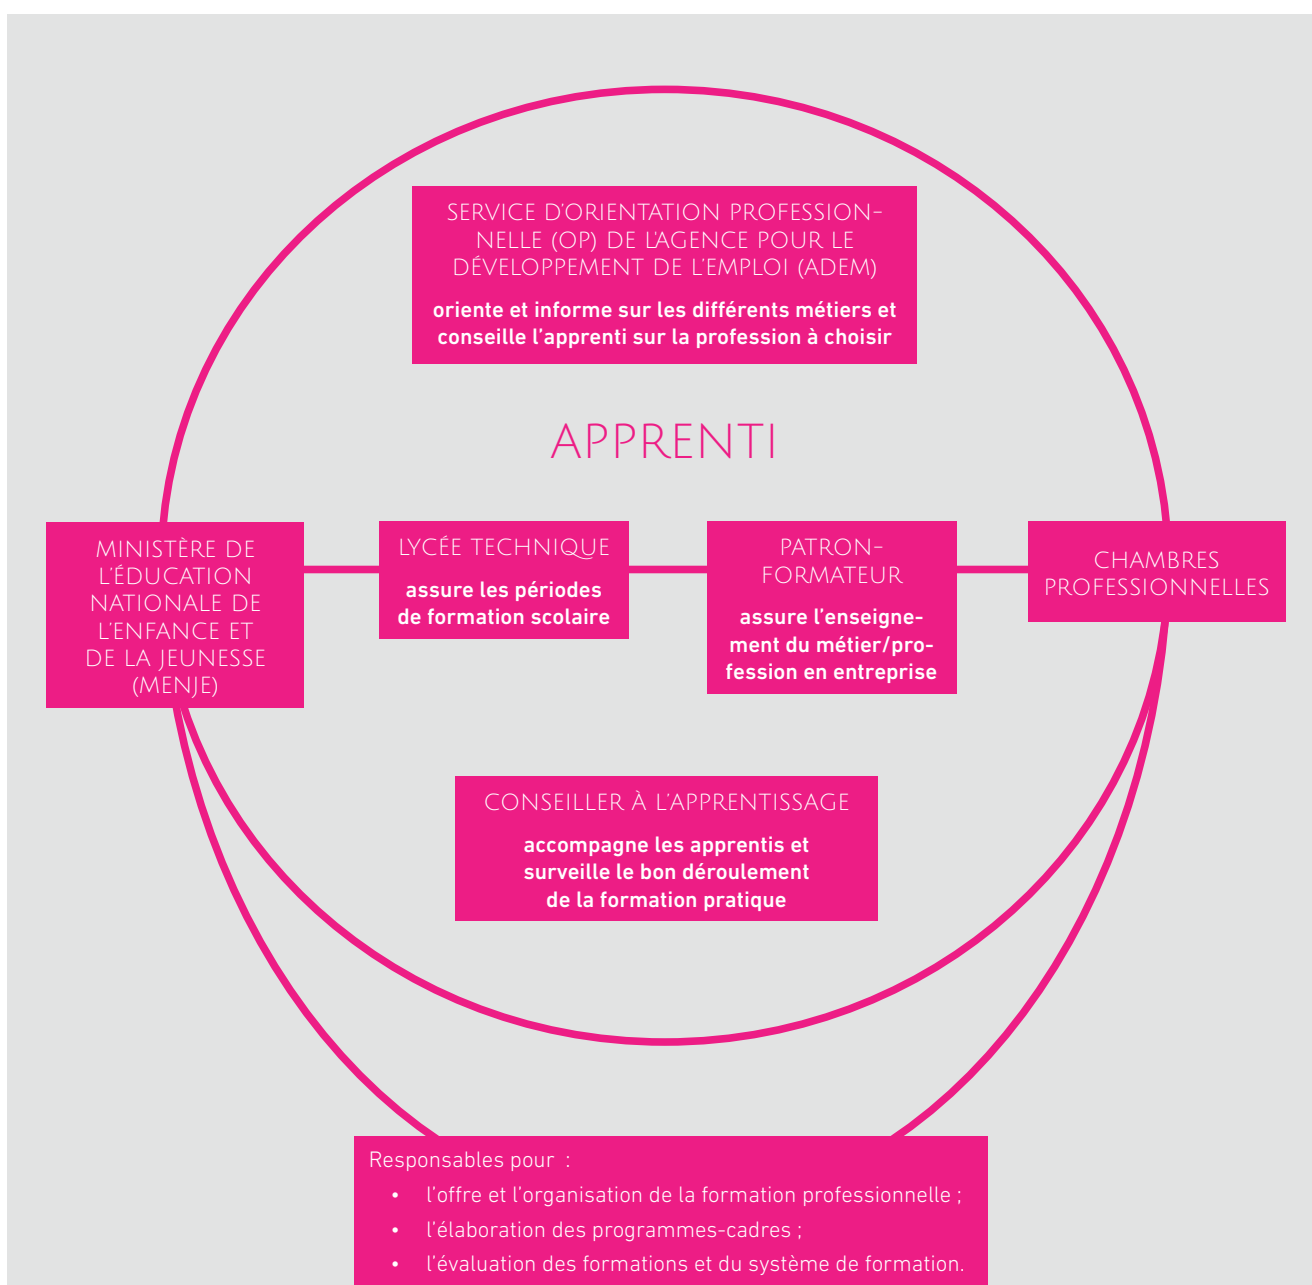 SERVICE D'ORIENTATION PROFESSION-
NELLE (OP) DE L'AGENCE POUR LE
DÉVELOPPEMENT DE L'EMPLOI (ADEM)
oriente et informe sur les différents métiers et
conseille l'apprenti sur la profession à choisir
APPRENTI
MINISTÈRE DE
L'ÉDUCATION
NATIONALE DE
L'ENFANCE ET
DE LA JEUNESSE
(MENJE)
LYCÉE TECHNIQUE
assure les périodes
de formation scolaire
PATRON-
FORMATEUR
assure l'enseigne-
ment du métier/pro-
fession en entreprise
CHAMBRES
PROFESSIONNELLES
CONSEILLER À L'APPRENTISSAGE
accompagne les apprentis et
surveille le bon déroulement
de la formation pratique
Responsables pour :
• l'offre et l'organisation de la formation professionnelle ;
• l'élaboration des programmes-cadres ;
• l'évaluation des formations et du système de formation.